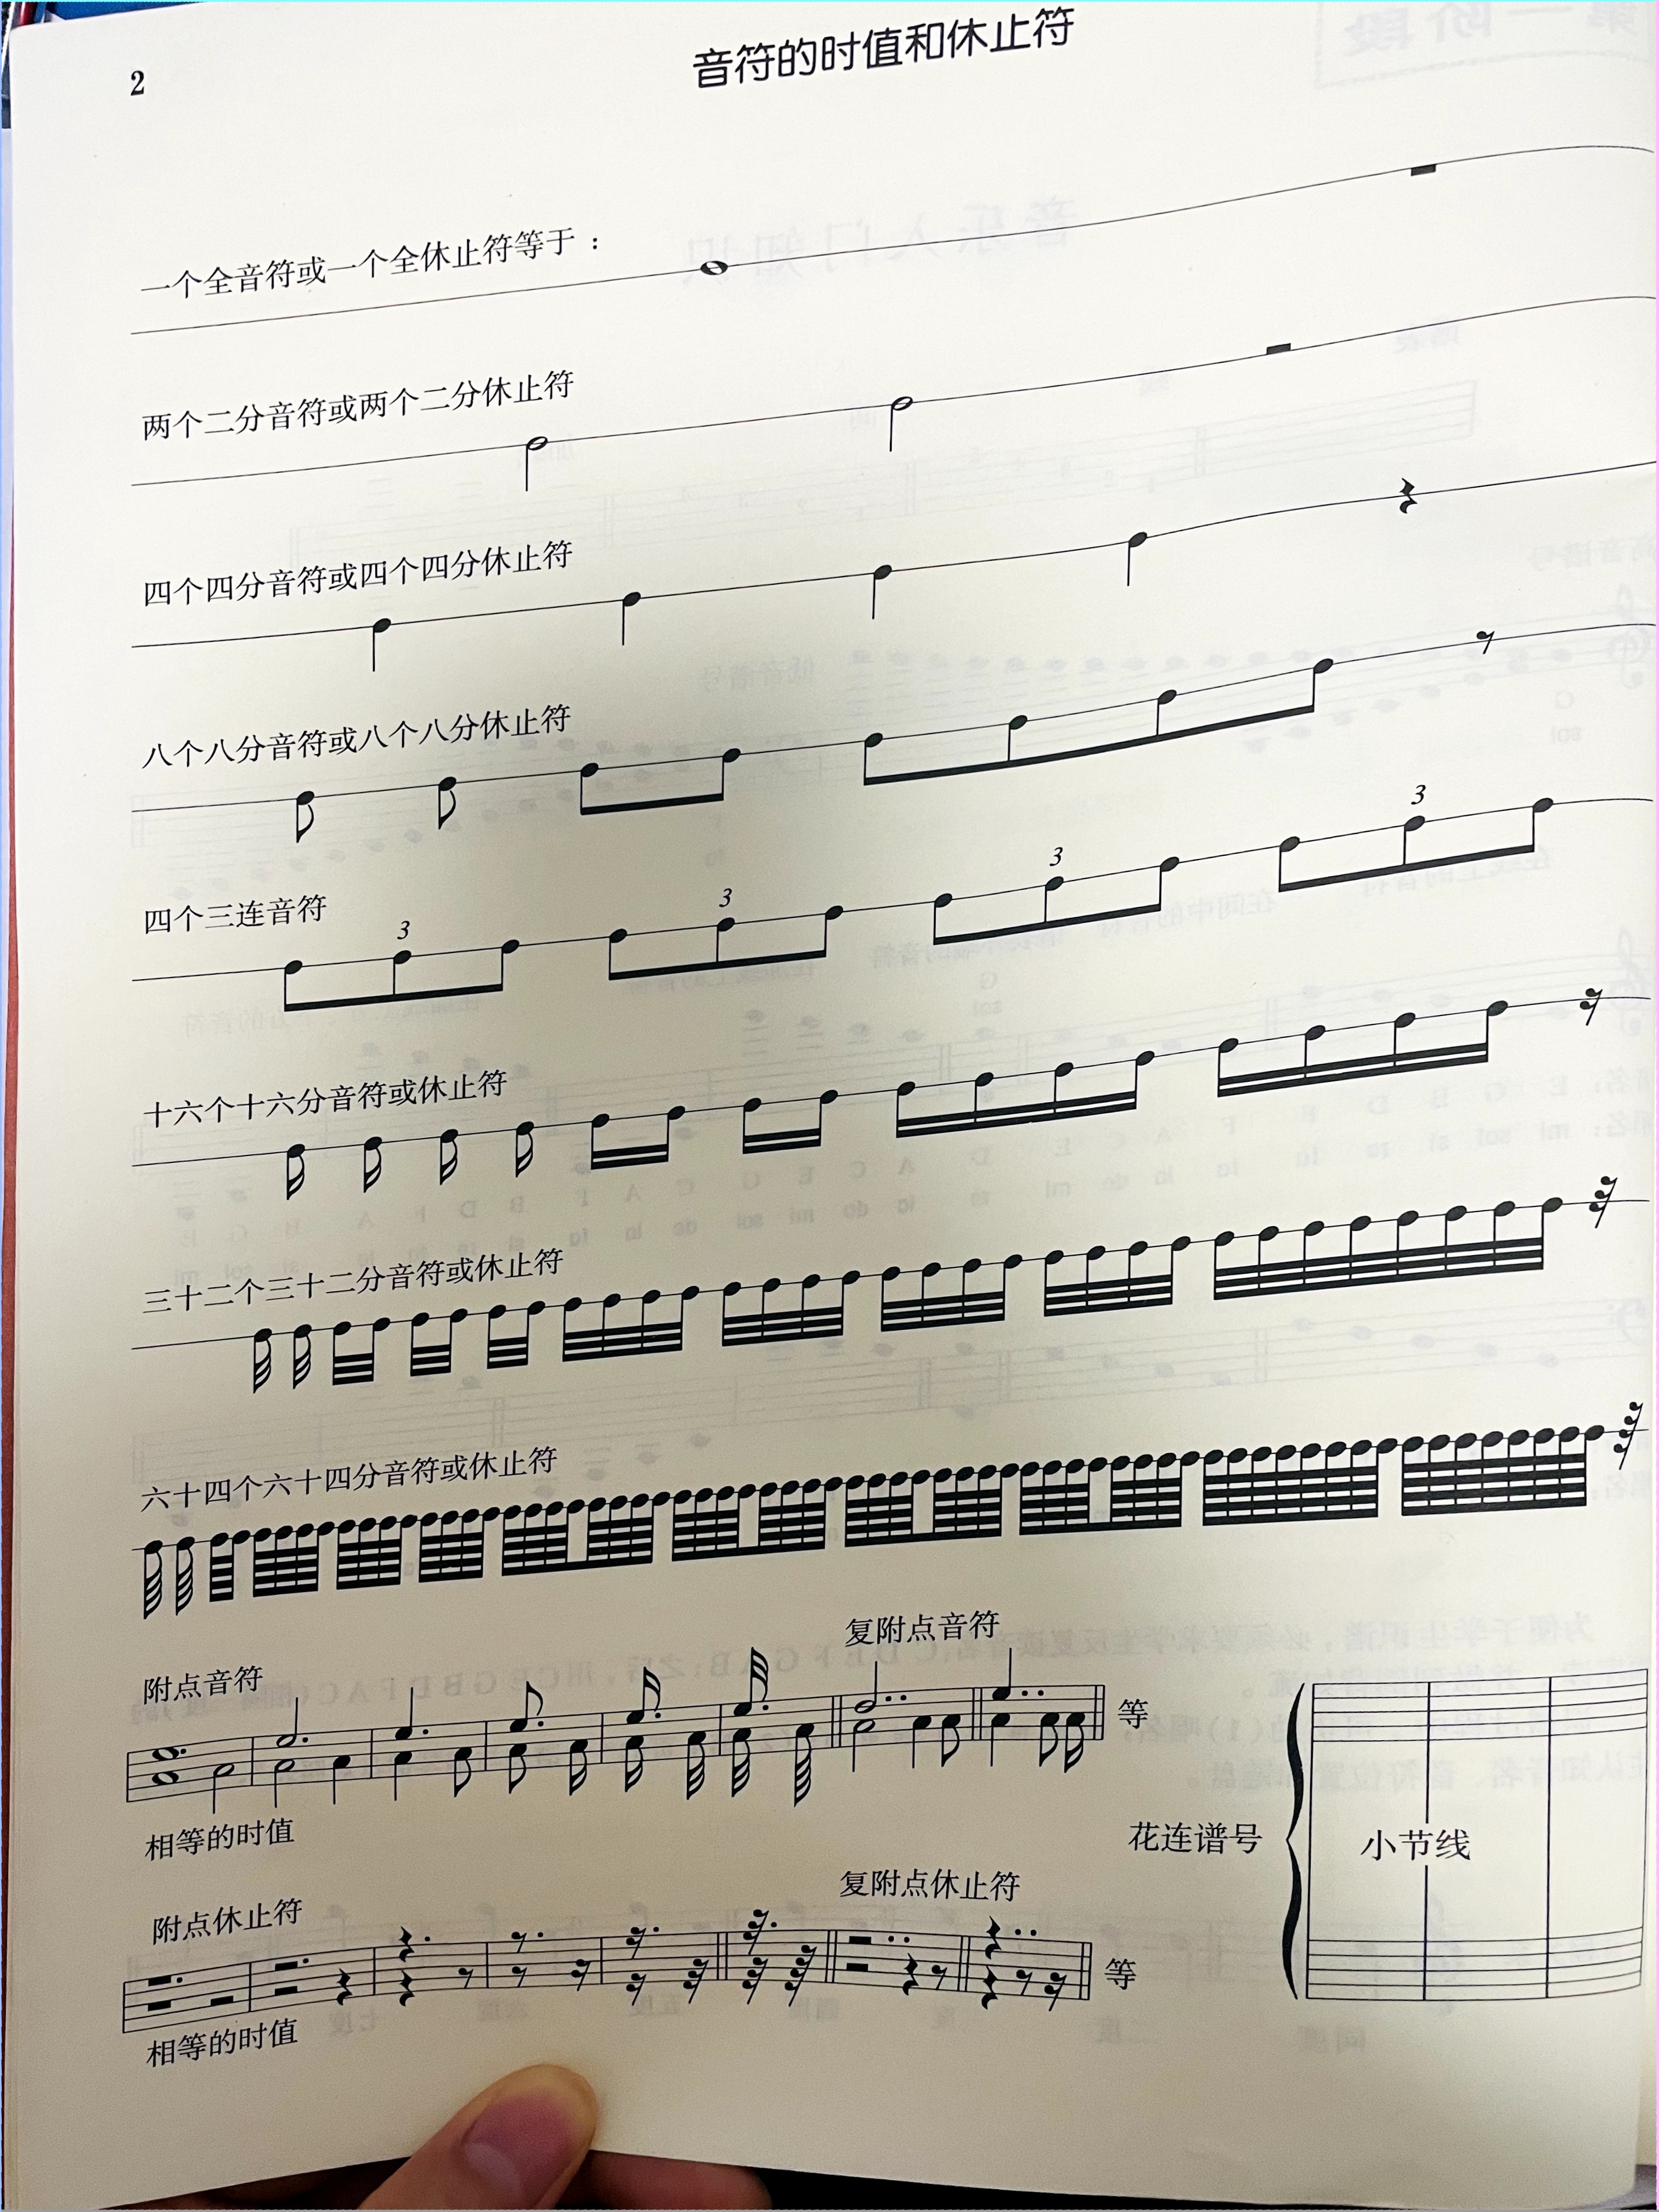 2
音符的时值和休止符
一个全音符或一个全休止符等于：
两个二分音符或两个二分休止符
四个四分音符或四个四分休止符
八个八分音符或八个八分休止符
四个三连音符
3 3 3 3
十六个十六分音符或休止符
三十二个三十二分音符或休止符
六十四个六十四分音符或休止符
附点音符
复附点音符
等
相等的时值
花连谱号
小节线
附点休止符
复附点休止符
等
相等的时值